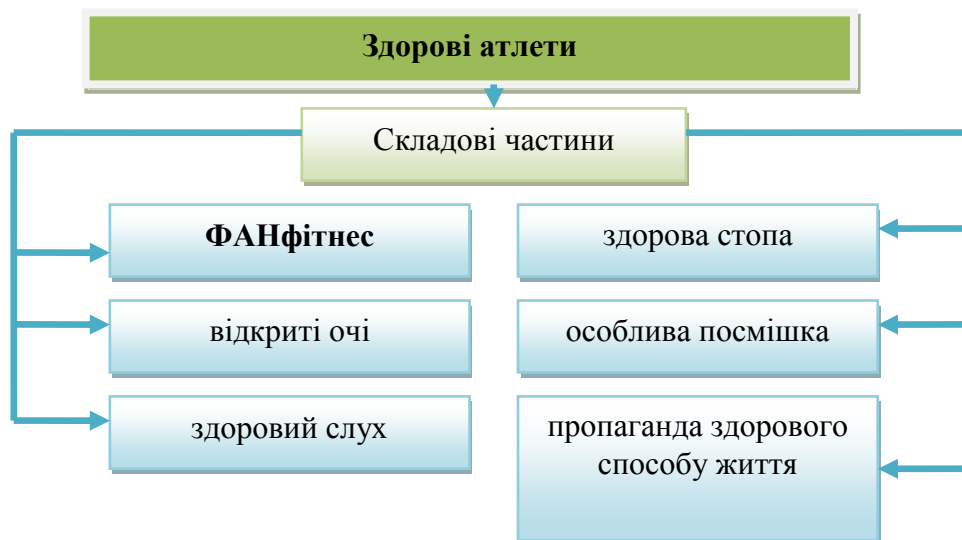 Здорові атлети
Складові частини
ФАНфітнес
відкриті очі
здоровий слух
здорова стопа
особлива посмішка
пропаганда здорового
способу життя